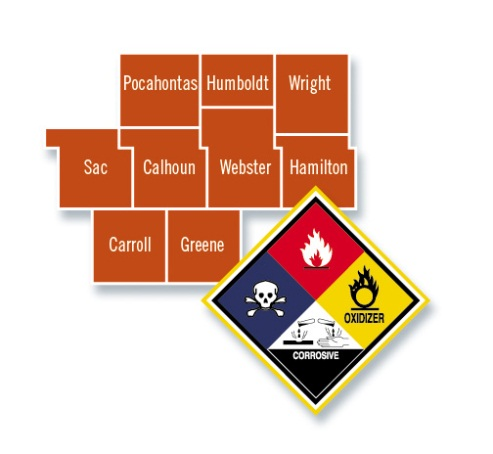 Pocahontas
Humboldt
Wright
Sac
Calhoun
Webster
Hamilton
Carroll
Greene
OXIDIZER
CORROSIVE